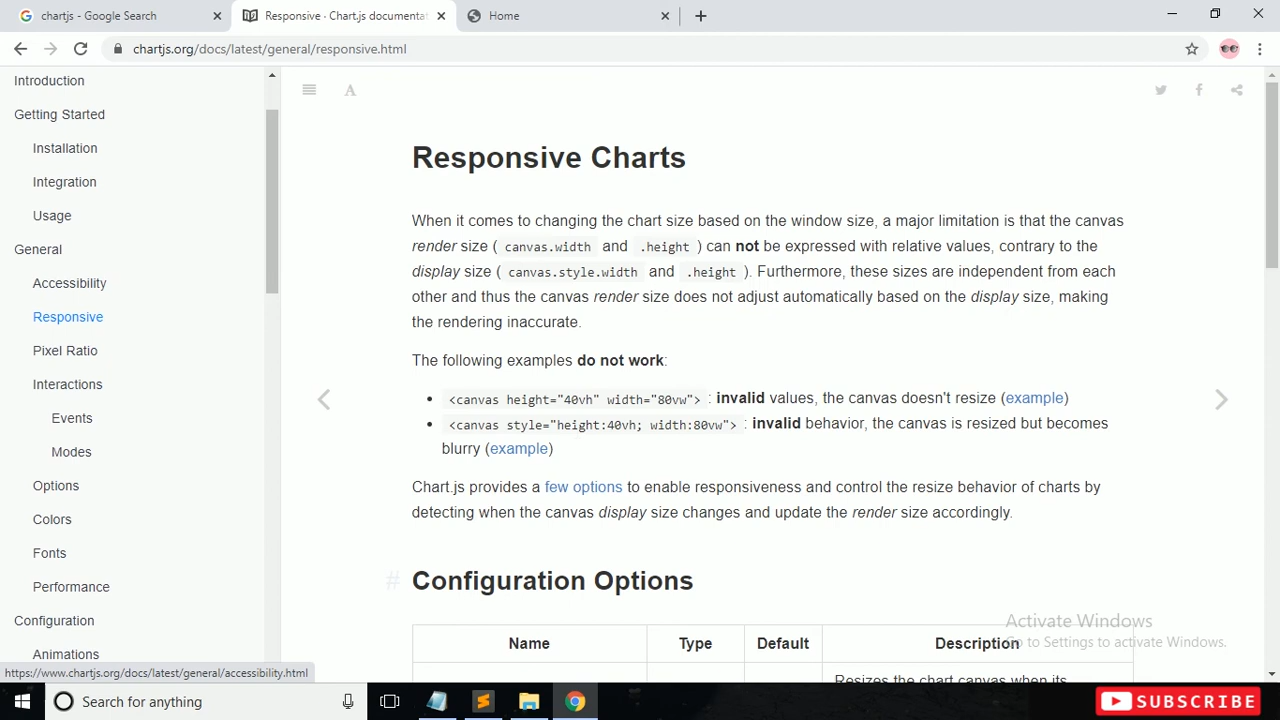 chartjs - Google Search
Responsive · Chart.js documentat
Home
chartjs.org/docs/latest/general/responsive.html
Introduction
Getting Started
Installation
Integration
Usage
General
Accessibility
Responsive
Pixel Ratio
Interactions
Events
Modes
Options
Colors
Fonts
Performance
Configuration
Animations
https://www.chartjs.org/docs/latest/general/accessibility.html
A
Responsive Charts
When it comes to changing the chart size based on the window size, a major limitation is that the canvas
render size ( canvas.width and .height ) can not be expressed with relative values, contrary to the
display size ( canvas.style.width and .height ). Furthermore, these sizes are independent from each
other and thus the canvas render size does not adjust automatically based on the display size, making
the rendering inaccurate.
The following examples do not work:
• <canvas height="40vh" width="80vw"> : invalid values, the canvas doesn't resize (example)
• <canvas style="height:40vh; width:80vw"> : invalid behavior, the canvas is resized but becomes
blurry (example)
Chart.js provides a few options to enable responsiveness and control the resize behavior of charts by
detecting when the canvas display size changes and update the render size accordingly.
# Configuration Options
Name Type Default Description
Resizes the chart canvas when its
Activate Windows
Go to Settings to activate Windows.
Search for anything
SUBSCRIBE